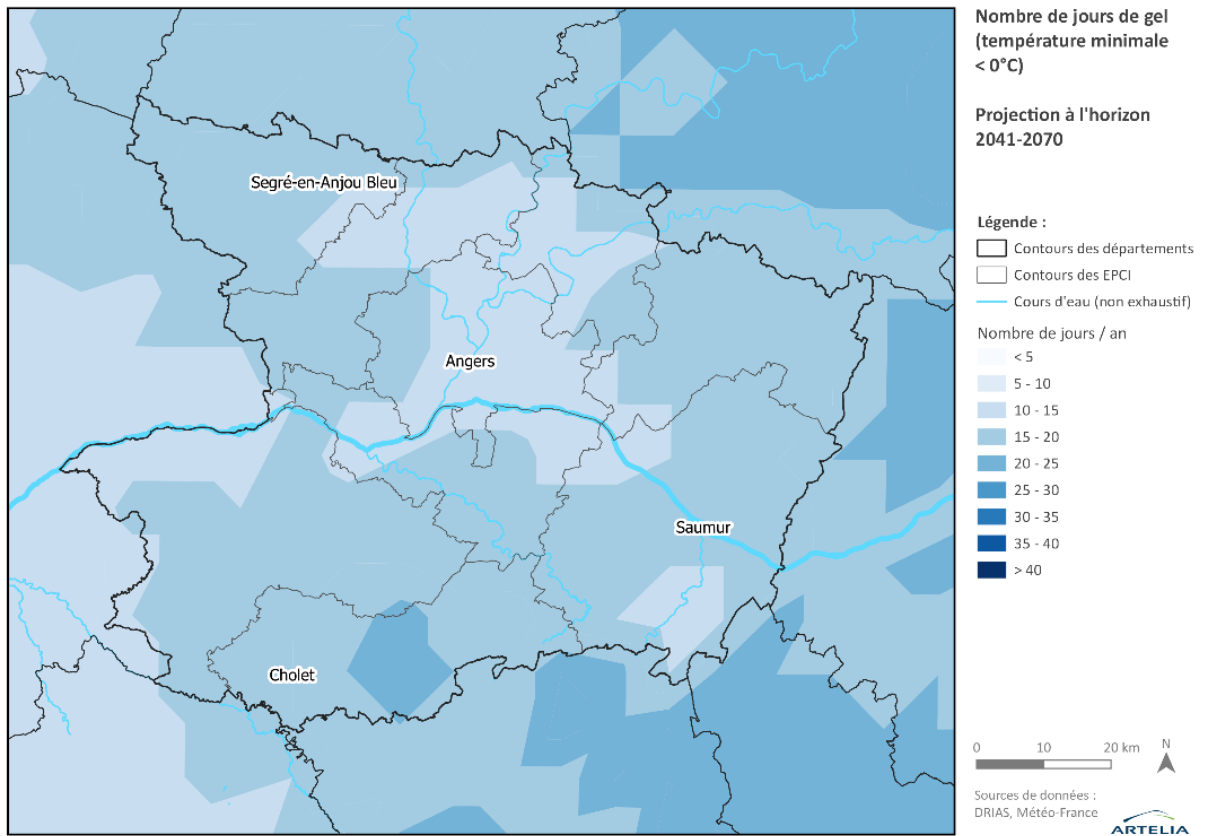 Nombre de jours de gel
(température minimale
< 0°C)
Projection à l'horizon
2041-2070
Légende :
Contours des départements
Contours des EPCI
Cours d'eau (non exhaustif)
Nombre de jours / an
< 5
5 - 10
10 - 15
15 - 20
20 - 25
25 - 30
30 - 35
35 - 40
> 40
Segré-en-Anjou Bleu
Angers
Saumur
Cholet
0 10 20 km
N
Sources de données :
DRIAS, Météo-France
ARTELIA